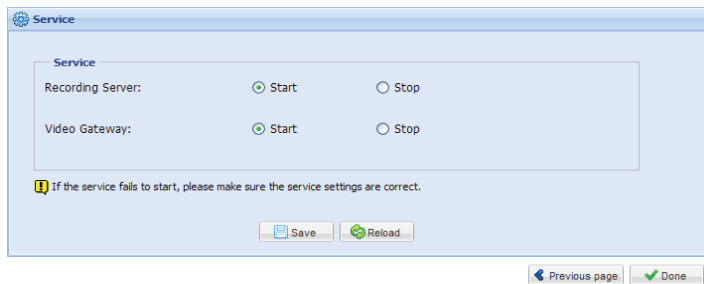 Service
Service
Recording Server: Start Stop
Video Gateway: Start Stop
If the service fails to start, please make sure the service settings are correct.
Save Reload
Previous page Done